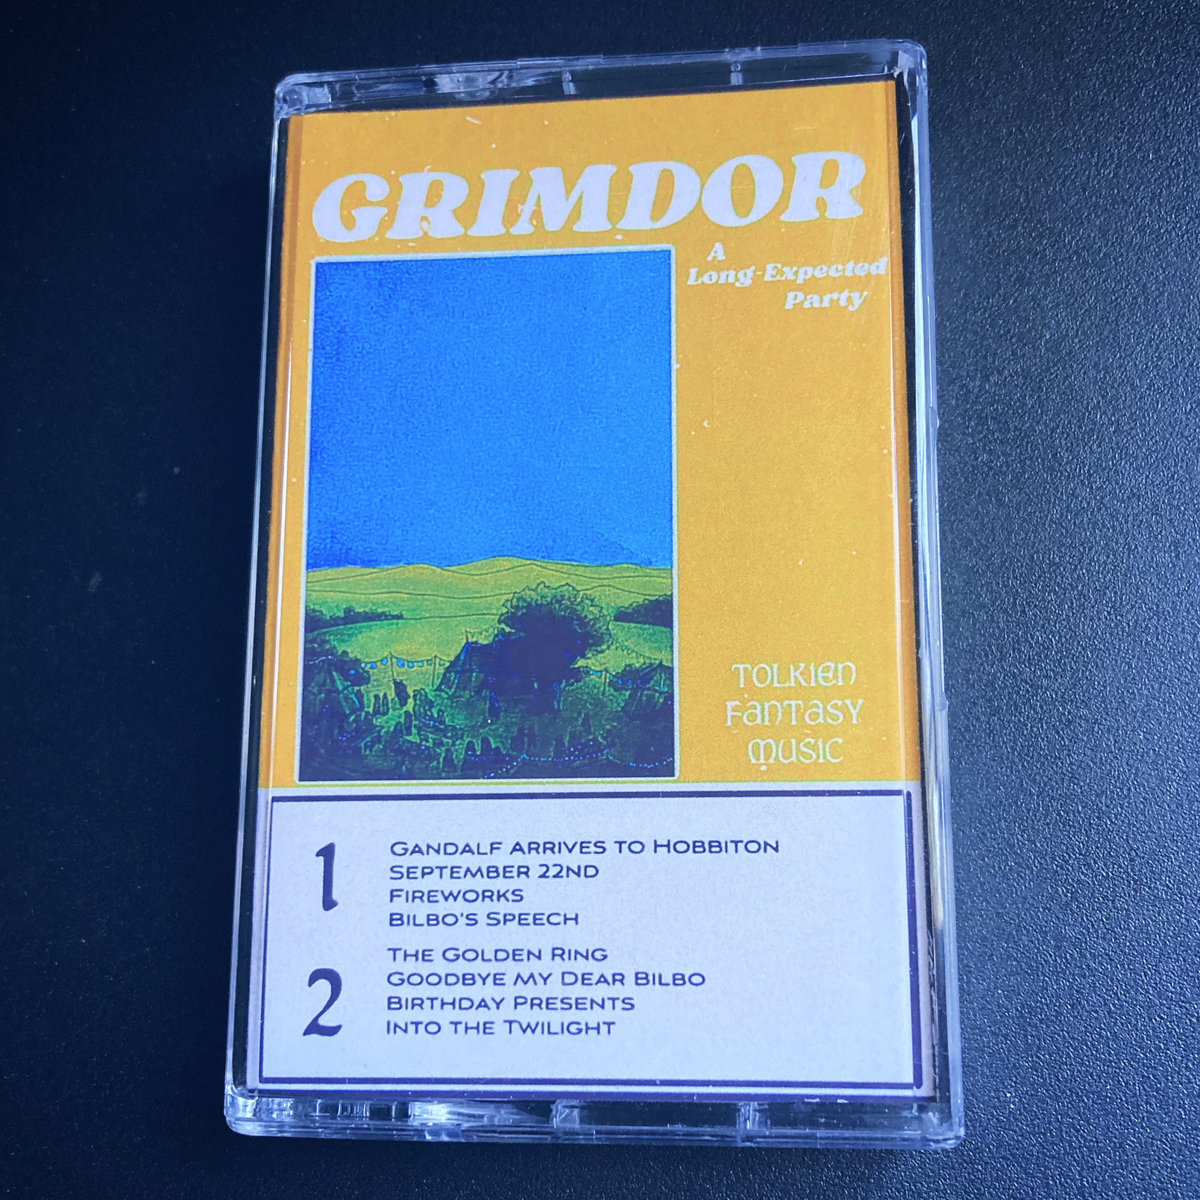 GRIMDOR
A
Long-Expected
Party
TOLKIEN
FANTASY
MUSIC
1
GANDALF ARRIVES TO HOBBITON
SEPTEMBER 22ND
FIREWORKS
BILBO'S SPEECH
2
THE GOLDEN RING
GOODBYE MY DEAR BILBO
BIRTHDAY PRESENTS
INTO THE TWILIGHT